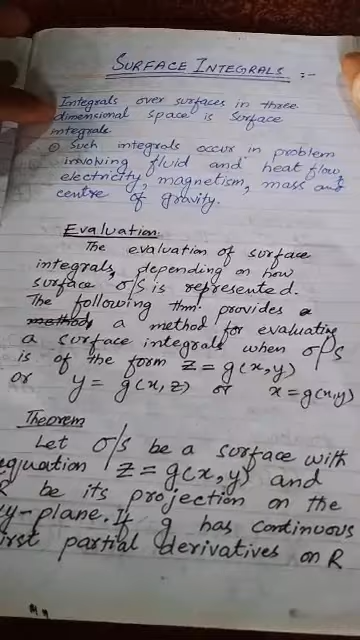 SURFACE INTEGRALS :-
Integrals over surfaces in three
dimensional space is Surface
integrals.
① Such integrals occur in problem
involving fluid and heat flow,
electricity, magnetism, mass and
centre of gravity.
Evaluation.
The evaluation of surface
integrals, depending on how
surface σ/s is represented.
The following thm: provides a
method, a method for evaluating
a surface integrals when σ/s
is of the form z = g(x,y)
or y = g(x,z) or x = g(x,y)
Theorem
Let σ/s be a surface with
equation z = g(x,y) and
R be its projection on the
xy-plane. If g has continuous
first partial derivatives on R